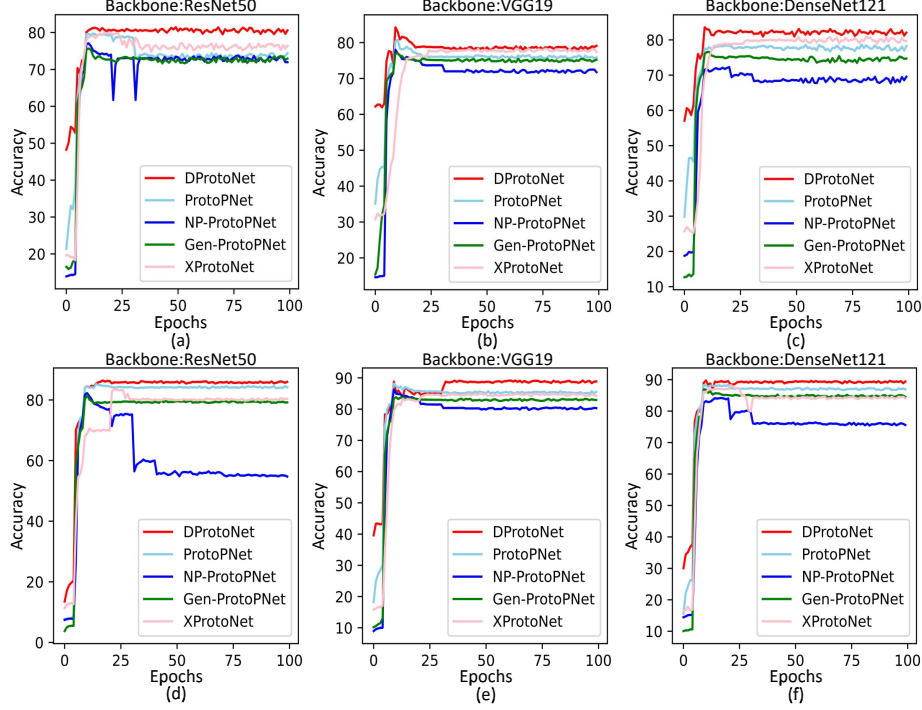 Backbone:ResNet50
Accuracy
80
70
60
50
40
30
20
0 25 50 75 100
DProtoNet
ProtoPNet
NP-ProtoPNet
Gen-ProtoPNet
XProtoNet
Epochs
(a)
Backbone:VGG19
Accuracy
80
70
60
50
40
30
20
0 25 50 75 100
DProtoNet
ProtoPNet
NP-ProtoPNet
Gen-ProtoPNet
XProtoNet
Epochs
(b)
Backbone:DenseNet121
Accuracy
80
70
60
50
40
30
20
10
0 25 50 75 100
DProtoNet
ProtoPNet
NP-ProtoPNet
Gen-ProtoPNet
XProtoNet
Epochs
(c)
Backbone:ResNet50
Accuracy
80
60
40
20
0
0 25 50 75 100
DProtoNet
ProtoPNet
NP-ProtoPNet
Gen-ProtoPNet
XProtoNet
Epochs
(d)
Backbone:VGG19
Accuracy
90
80
70
60
50
40
30
20
10
0 25 50 75 100
DProtoNet
ProtoPNet
NP-ProtoPNet
Gen-ProtoPNet
XProtoNet
Epochs
(e)
Backbone:DenseNet121
Accuracy
90
80
70
60
50
40
30
20
10
0 25 50 75 100
DProtoNet
ProtoPNet
NP-ProtoPNet
Gen-ProtoPNet
XProtoNet
Epochs
(f)